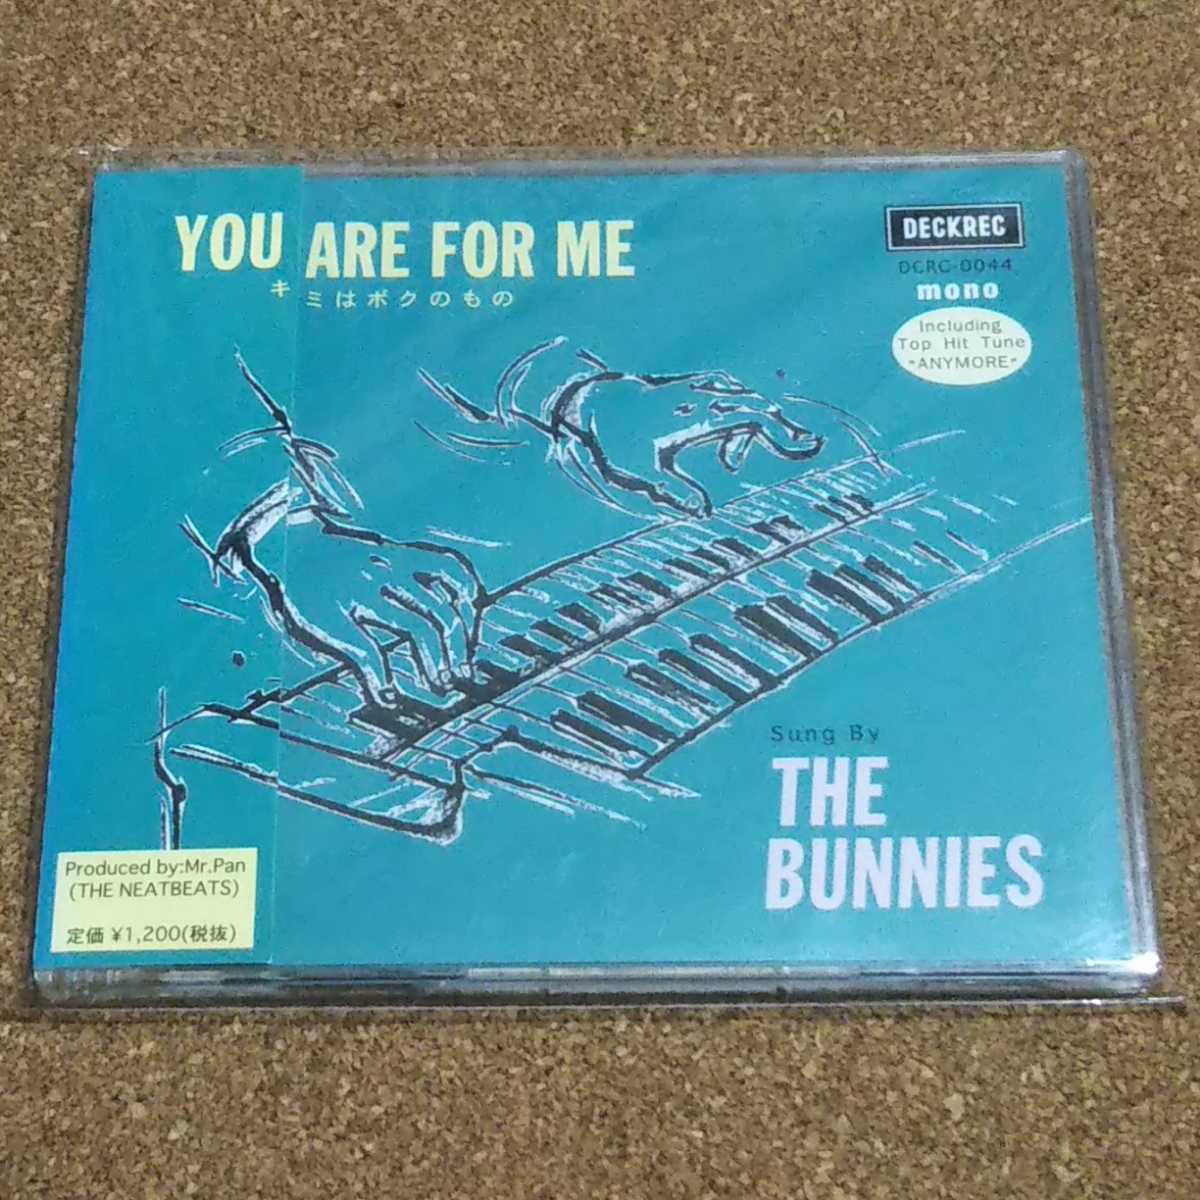 YOU ARE FOR ME
キミはボクのもの
DECKREC
DCRC-0044
mono
Including
Top Hit Tune
"ANYMORE"
Sung By
THE
BUNNIES
Produced by:Mr.Pan
(THE NEATBEATS)
定価 ¥1,200(税抜)